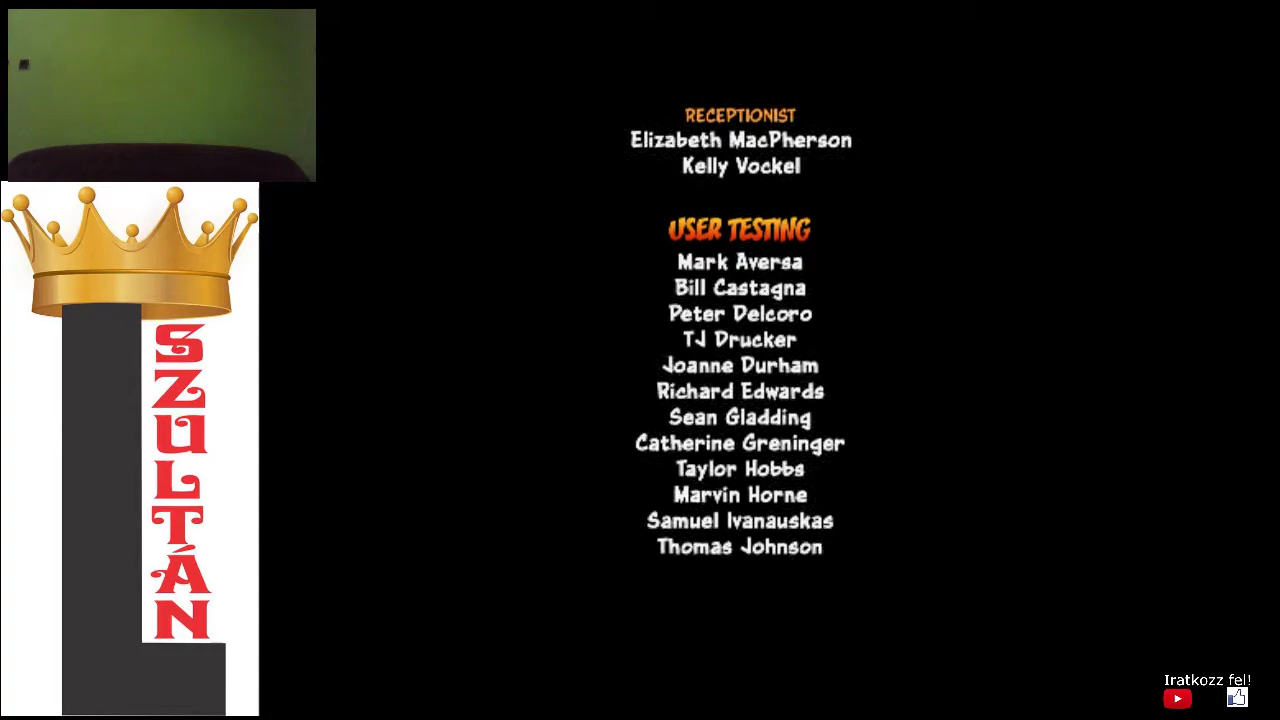 RECEPTIONIST
Elizabeth MacPherson
Kelly Vockel
USER TESTING
Mark Aversa
Bill Castagna
Peter Delcoro
TJ Drucker
Joanne Durham
Richard Edwards
Sean Gladding
Catherine Greninger
Taylor Hobbs
Marvin Horne
Samuel Ivanauskas
Thomas Johnson
L
SZULTÁN
Iratkozz fel!